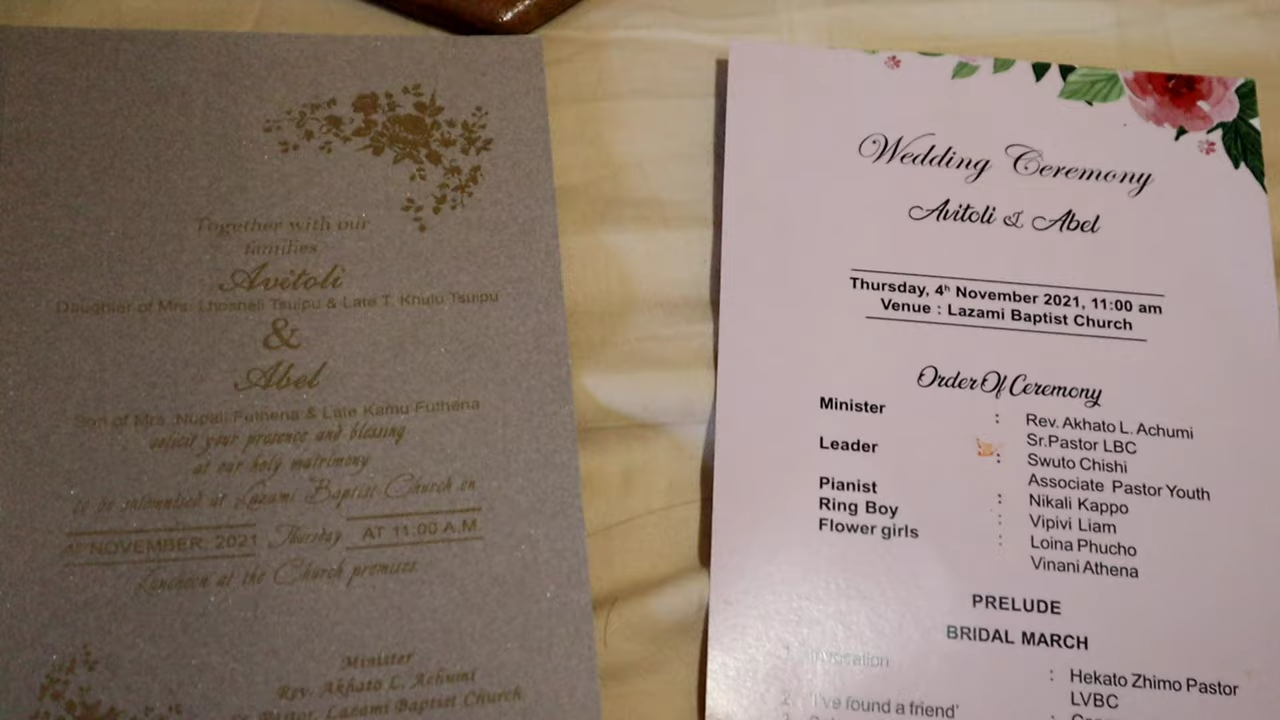 Together with our
families
Avitoli
Daughter of Mrs. Lhosheli Tsuipu & Late T. Khulu Tsuipu
&
Abel
Son of Mrs. Nupali Futhena & Late Kamu Futhena
solicit your presence and blessing
at our holy matrimony
to be solemnised at Lazami Baptist Church on
4th NOVEMBER, 2021 Thursday AT 11:00 A.M.
Luncheon at the Church premises.
Minister
Rev. Akhato L. Achumi
Pastor, Lazami Baptist Church
Wedding Ceremony
Avitoli & Abel
Thursday, 4th November 2021, 11:00 am
Venue : Lazami Baptist Church
Order Of Ceremony
Minister : Rev. Akhato L. Achumi
Sr.Pastor LBC
Leader : Swuto Chishi
Associate Pastor Youth
Pianist : Nikali Kappo
Ring Boy : Vipivi Liam
Flower girls : Loina Phucho
Vinani Athena
PRELUDE
BRIDAL MARCH
1. Invocation : Hekato Zhimo Pastor
LVBC
2. 'I've found a friend'